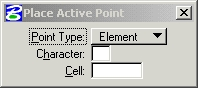 Place Active Point
Point Type: Element
Character:
Cell: